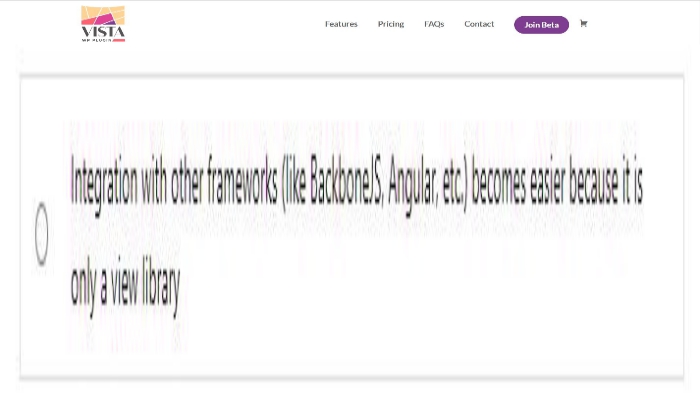 VISTA
WP PLUGIN
Features
Pricing
FAQs
Contact
Join Beta
Integration with other frameworks (like BackboneJS, Angular, etc.) becomes easier because it is
only a view library